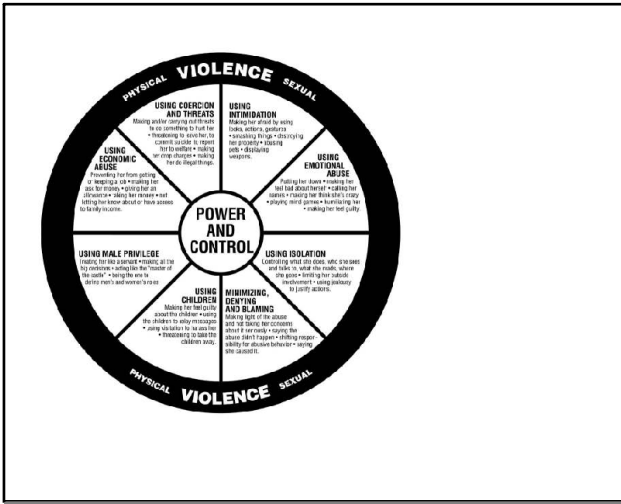 PHYSICAL VIOLENCE SEXUAL
USING COERCION
AND THREATS
Making and/or carrying out threats
to do something to hurt her
• threatening to leave her, to
commit suicide, to report
her to welfare • making
her drop charges • making
her do illegal things.
USING
INTIMIDATION
Making her afraid by using
looks, actions, gestures
• smashing things • destroying
her property • abusing
pets • displaying
weapons.
USING
EMOTIONAL
ABUSE
Putting her down • making her
feel bad about herself • calling her
names • making her think she's crazy
• playing mind games • humiliating her
• making her feel guilty.
USING ISOLATION
Controlling what she does, who she sees
and talks to, what she reads, where
she goes • limiting her outside
involvement • using jealousy
to justify actions.
MINIMIZING,
DENYING
AND BLAMING
Making light of the abuse
and not taking her concerns
about it seriously • saying the
abuse didn't happen • shifting respon-
sibility for abusive behavior • saying
she caused it.
USING
CHILDREN
Making her feel guilty
about the children • using
the children to relay messages
• using visitation to harass her
• threatening to take the
children away.
USING MALE PRIVILEGE
Treating her like a servant • making all the
big decisions • acting like the "master of
the castle" • being the one to
define men's and women's roles
USING
ECONOMIC
ABUSE
Preventing her from getting
or keeping a job • making her
ask for money • giving her an
allowance • taking her money • not
letting her know about or have access
to family income.
POWER
AND
CONTROL
PHYSICAL VIOLENCE SEXUAL